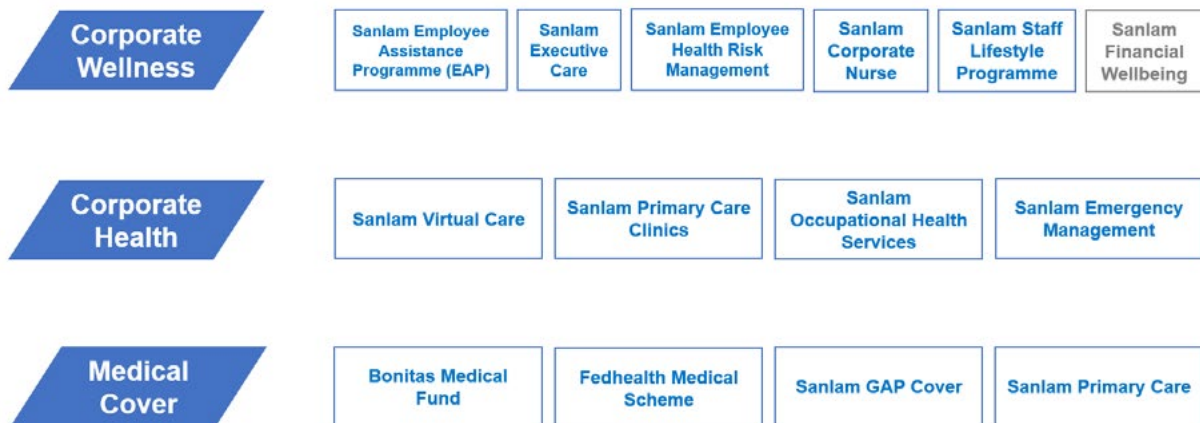 Corporate
Wellness
Sanlam Employee
Assistance
Programme (EAP)
Sanlam
Executive
Care
Sanlam Employee
Health Risk
Management
Sanlam
Corporate
Nurse
Sanlam Staff
Lifestyle
Programme
Sanlam
Financial
Wellbeing
Corporate
Health
Sanlam Virtual Care
Sanlam Primary Care
Clinics
Sanlam
Occupational Health
Services
Sanlam Emergency
Management
Medical
Cover
Bonitas Medical
Fund
Fedhealth Medical
Scheme
Sanlam GAP Cover
Sanlam Primary Care